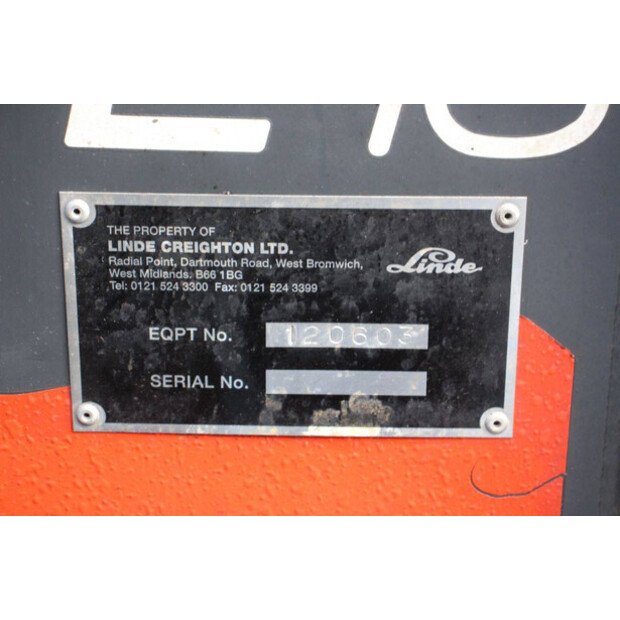 THE PROPERTY OF
LINDE CREIGHTON LTD.
Radial Point, Dartmouth Road, West Bromwich,
West Midlands. B66 1BG
Tel: 0121 524 3300 Fax: 0121 524 3399
Linde
EQPT No. 120603
SERIAL No.